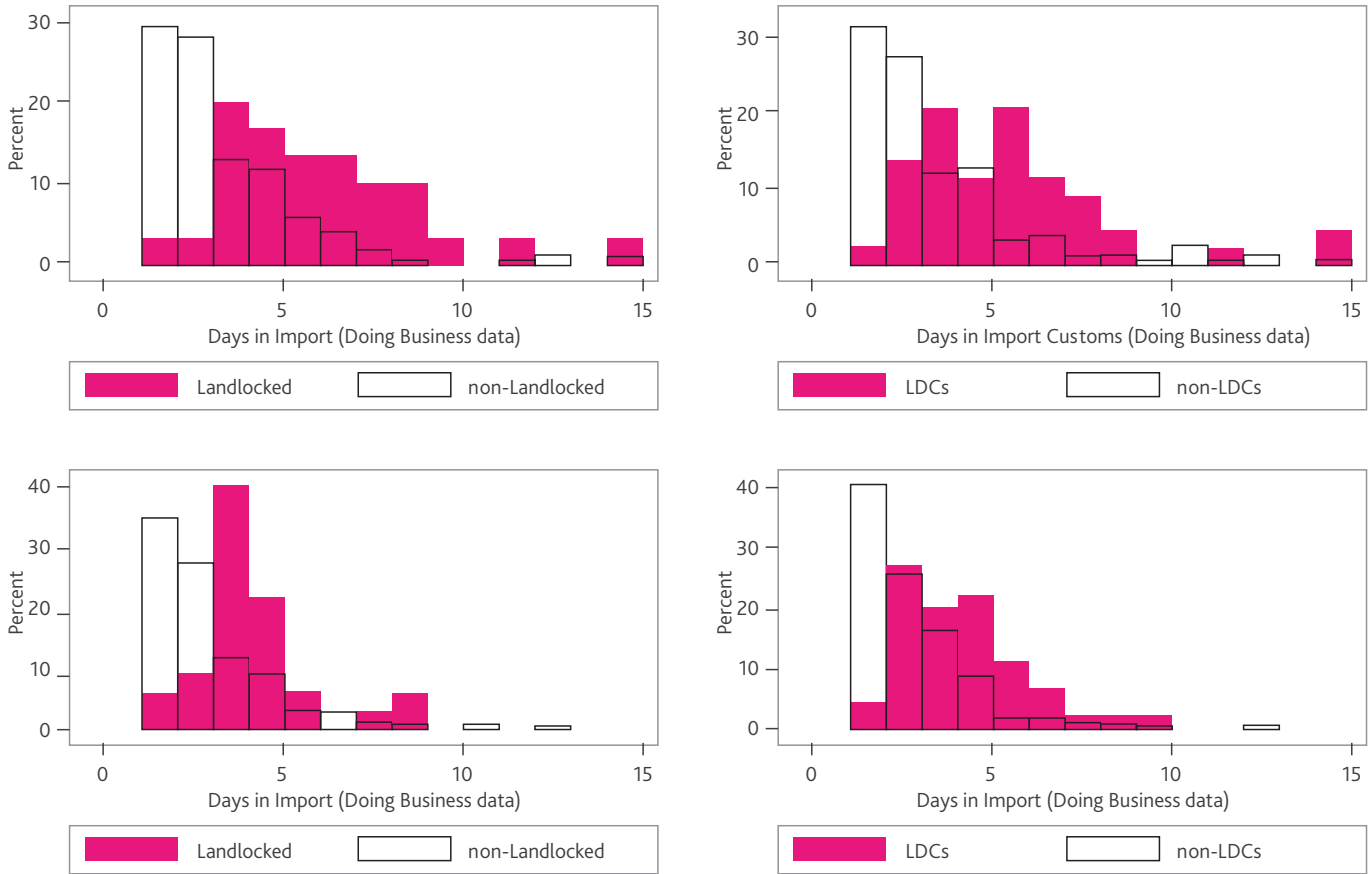 Percent
30
20
10
0
0 5 10 15
Days in Import (Doing Business data)
Landlocked non-Landlocked
Percent
30
20
10
0
0 5 10 15
Days in Import Customs (Doing Business data)
LDCs non-LDCs
Percent
40
30
20
10
0
0 5 10 15
Days in Import (Doing Business data)
Landlocked non-Landlocked
Percent
40
30
20
10
0
0 5 10 15
Days in Import (Doing Business data)
LDCs non-LDCs